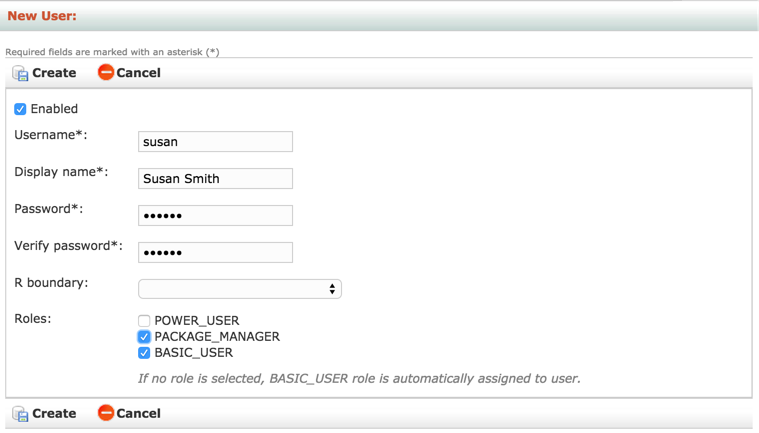 New User:
Required fields are marked with an asterisk (*)
Create Cancel
Enabled
Username*: susan
Display name*: Susan Smith
Password*: ••••••
Verify password*: ••••••
R boundary:
Roles: POWER_USER
PACKAGE_MANAGER
BASIC_USER
If no role is selected, BASIC_USER role is automatically assigned to user.
Create Cancel